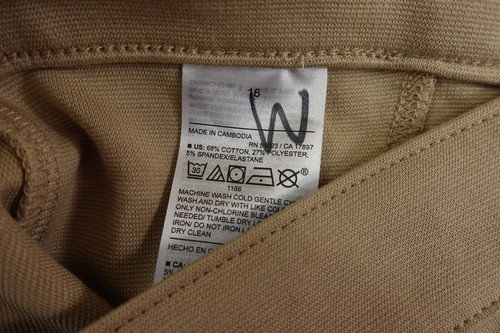 16
W
MADE IN CAMBODIA
RN 54023 / CA 17897
■ US: 68% COTTON, 27% POLYESTER,
5% SPANDEX/ELASTANE
30
®
1166
MACHINE WASH COLD GENTLE
WASH AND DRY WITH LIKE
ONLY NON-CHLORINE
NEEDED/ TUMBLE DRY
IRON/ DO NOT IRON
DRY CLEAN
HECHO EN
■ CA:
5%